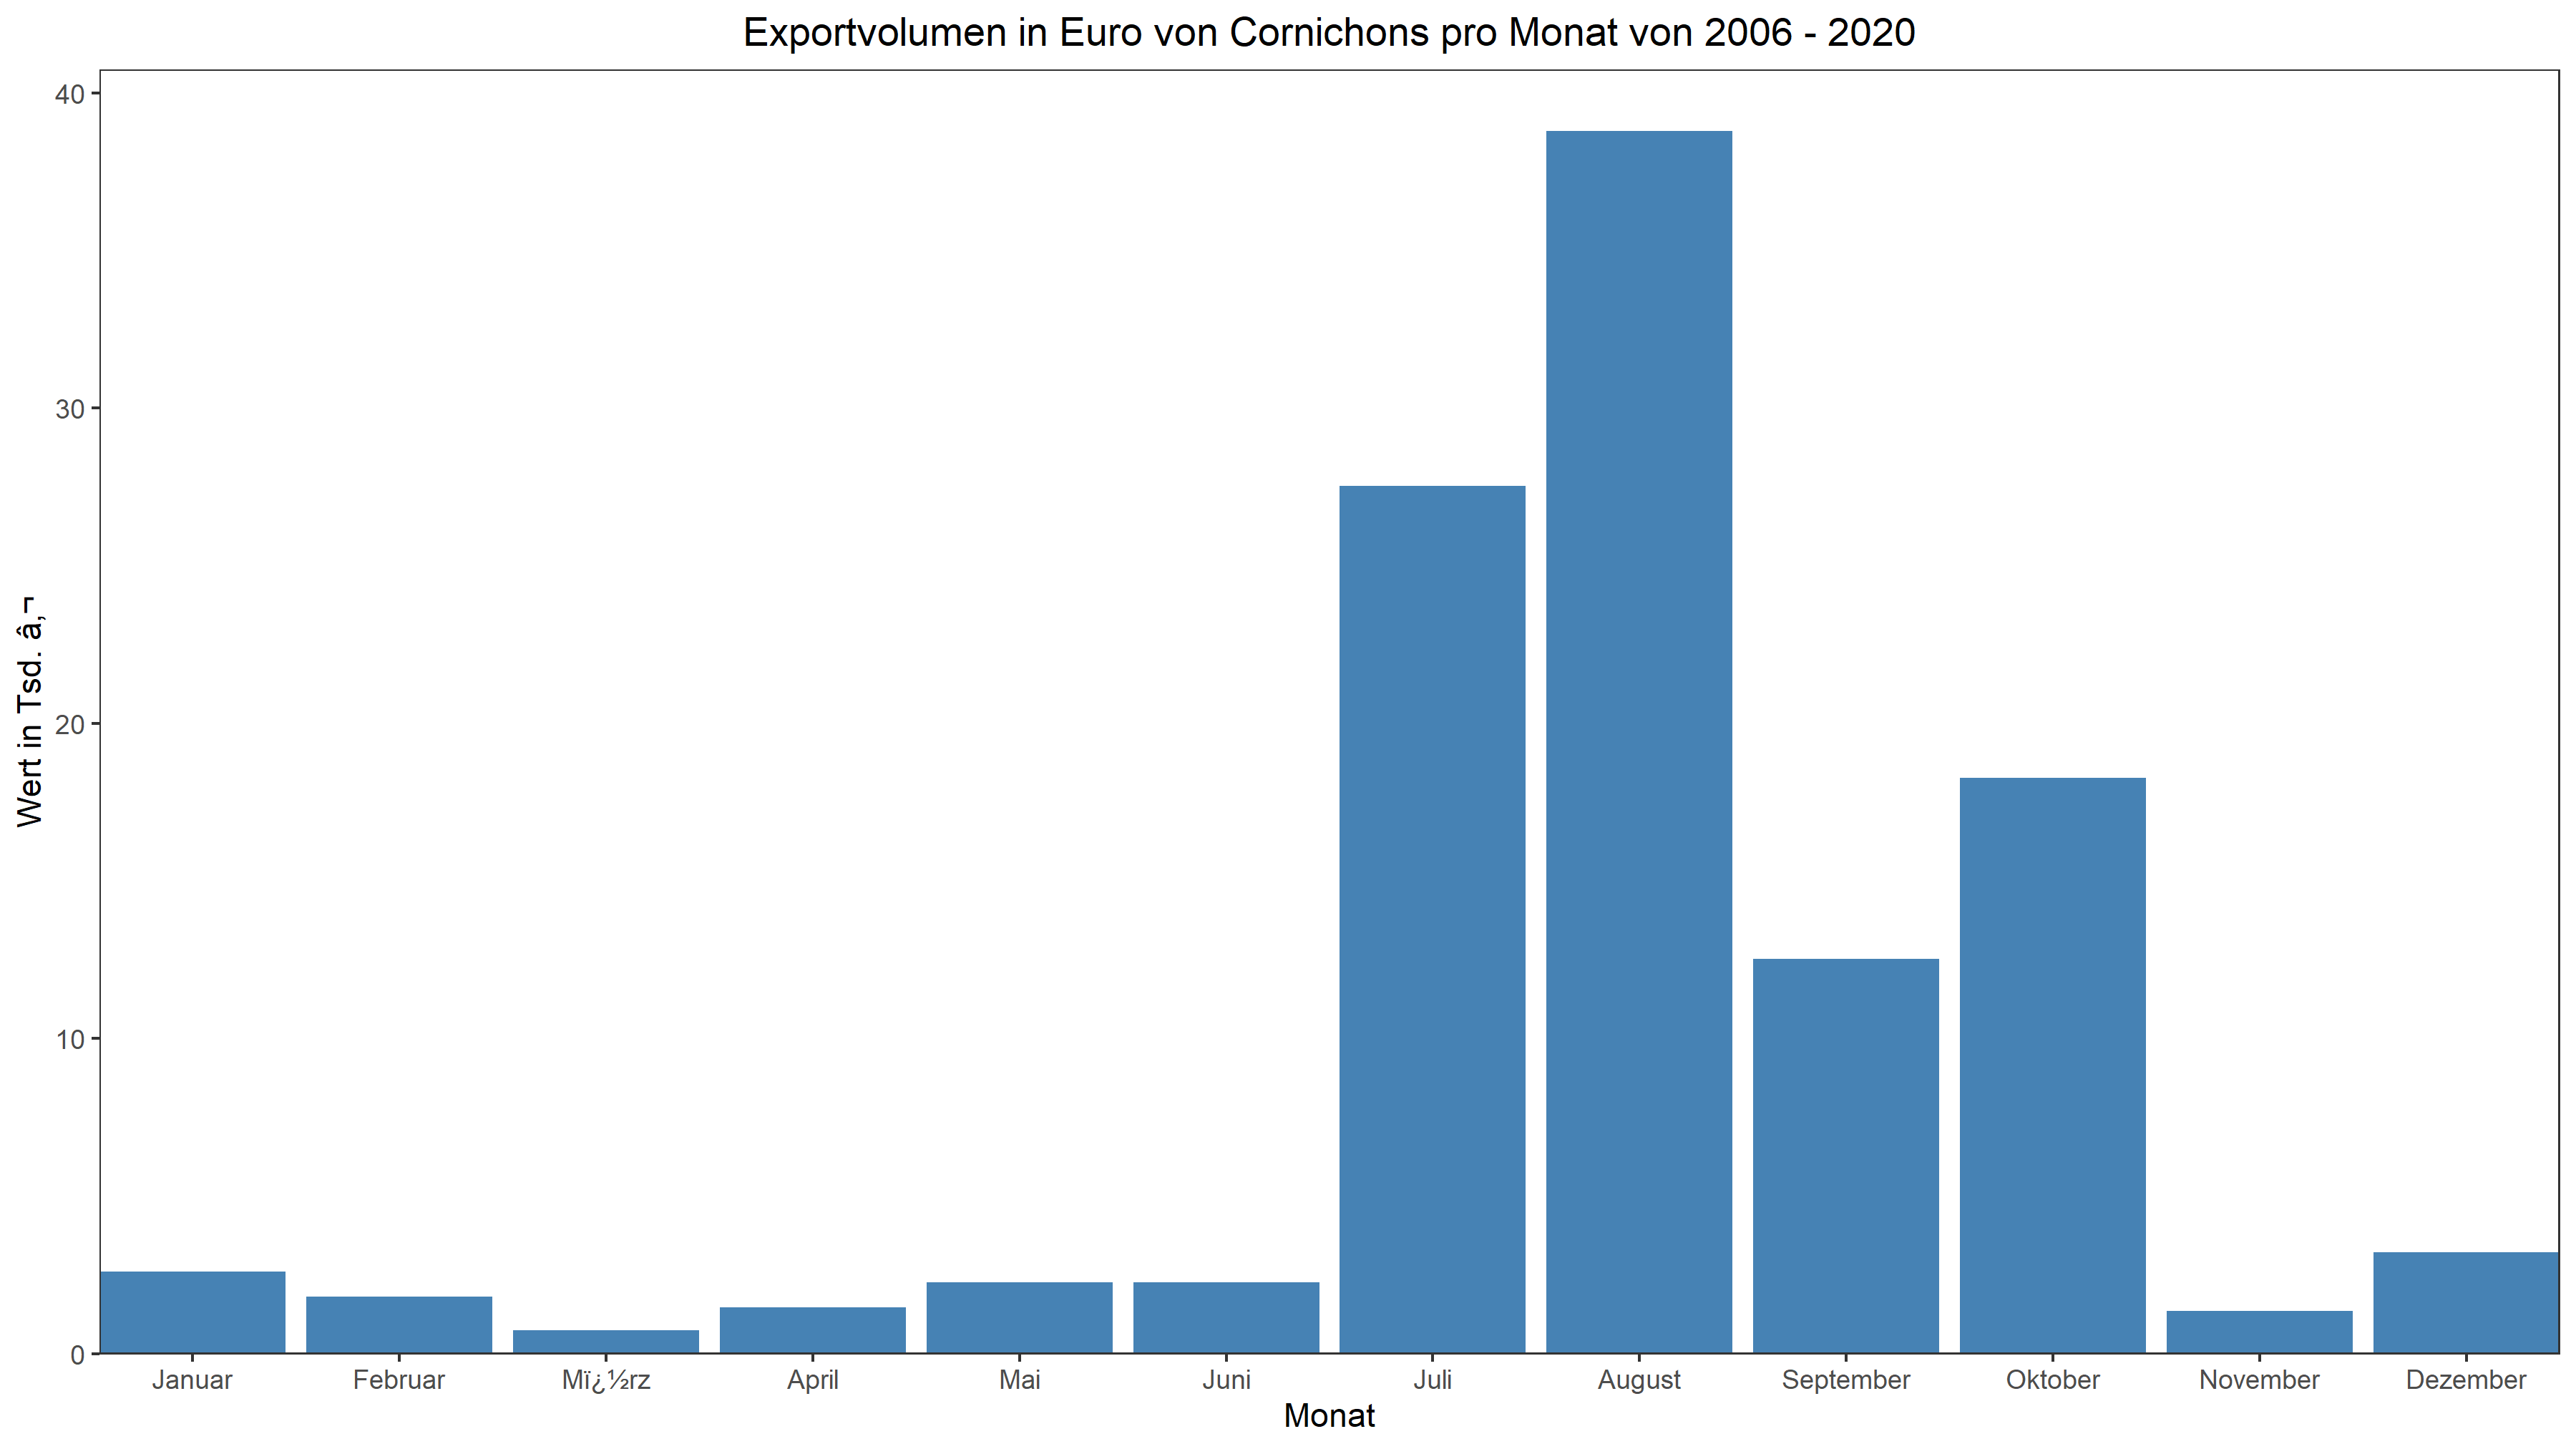 Exportvolumen in Euro von Cornichons pro Monat von 2006 - 2020
40
30
20
10
0
Wert in Tsd. â‚¬
Januar Februar Mï¿½rz April Mai Juni Juli August September Oktober November Dezember
Monat